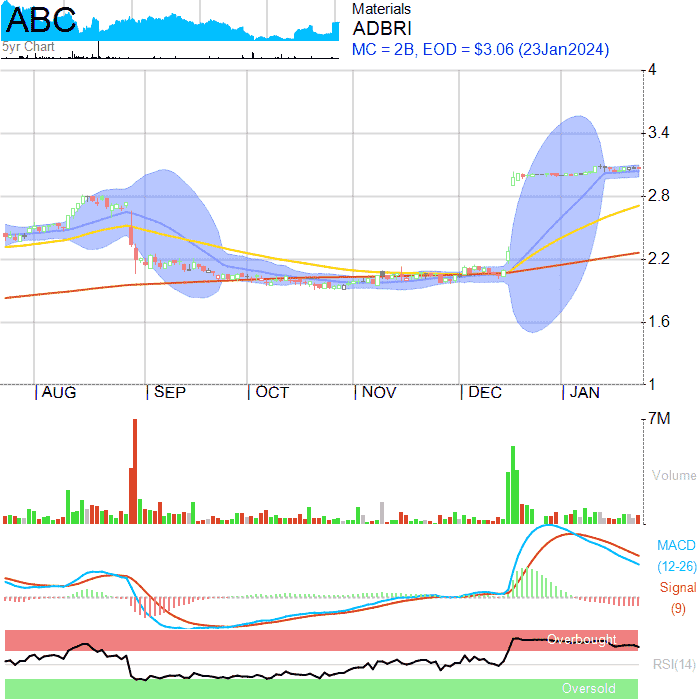 ABC
5yr Chart
Materials
ADBRI
MC = 2B, EOD = $3.06 (23Jan2024)
4
3.4
2.8
2.2
1.6
1
AUG SEP OCT NOV DEC JAN
7M
Volume
MACD
(12-26)
Signal
(9)
Overbought
RSI(14)
Oversold